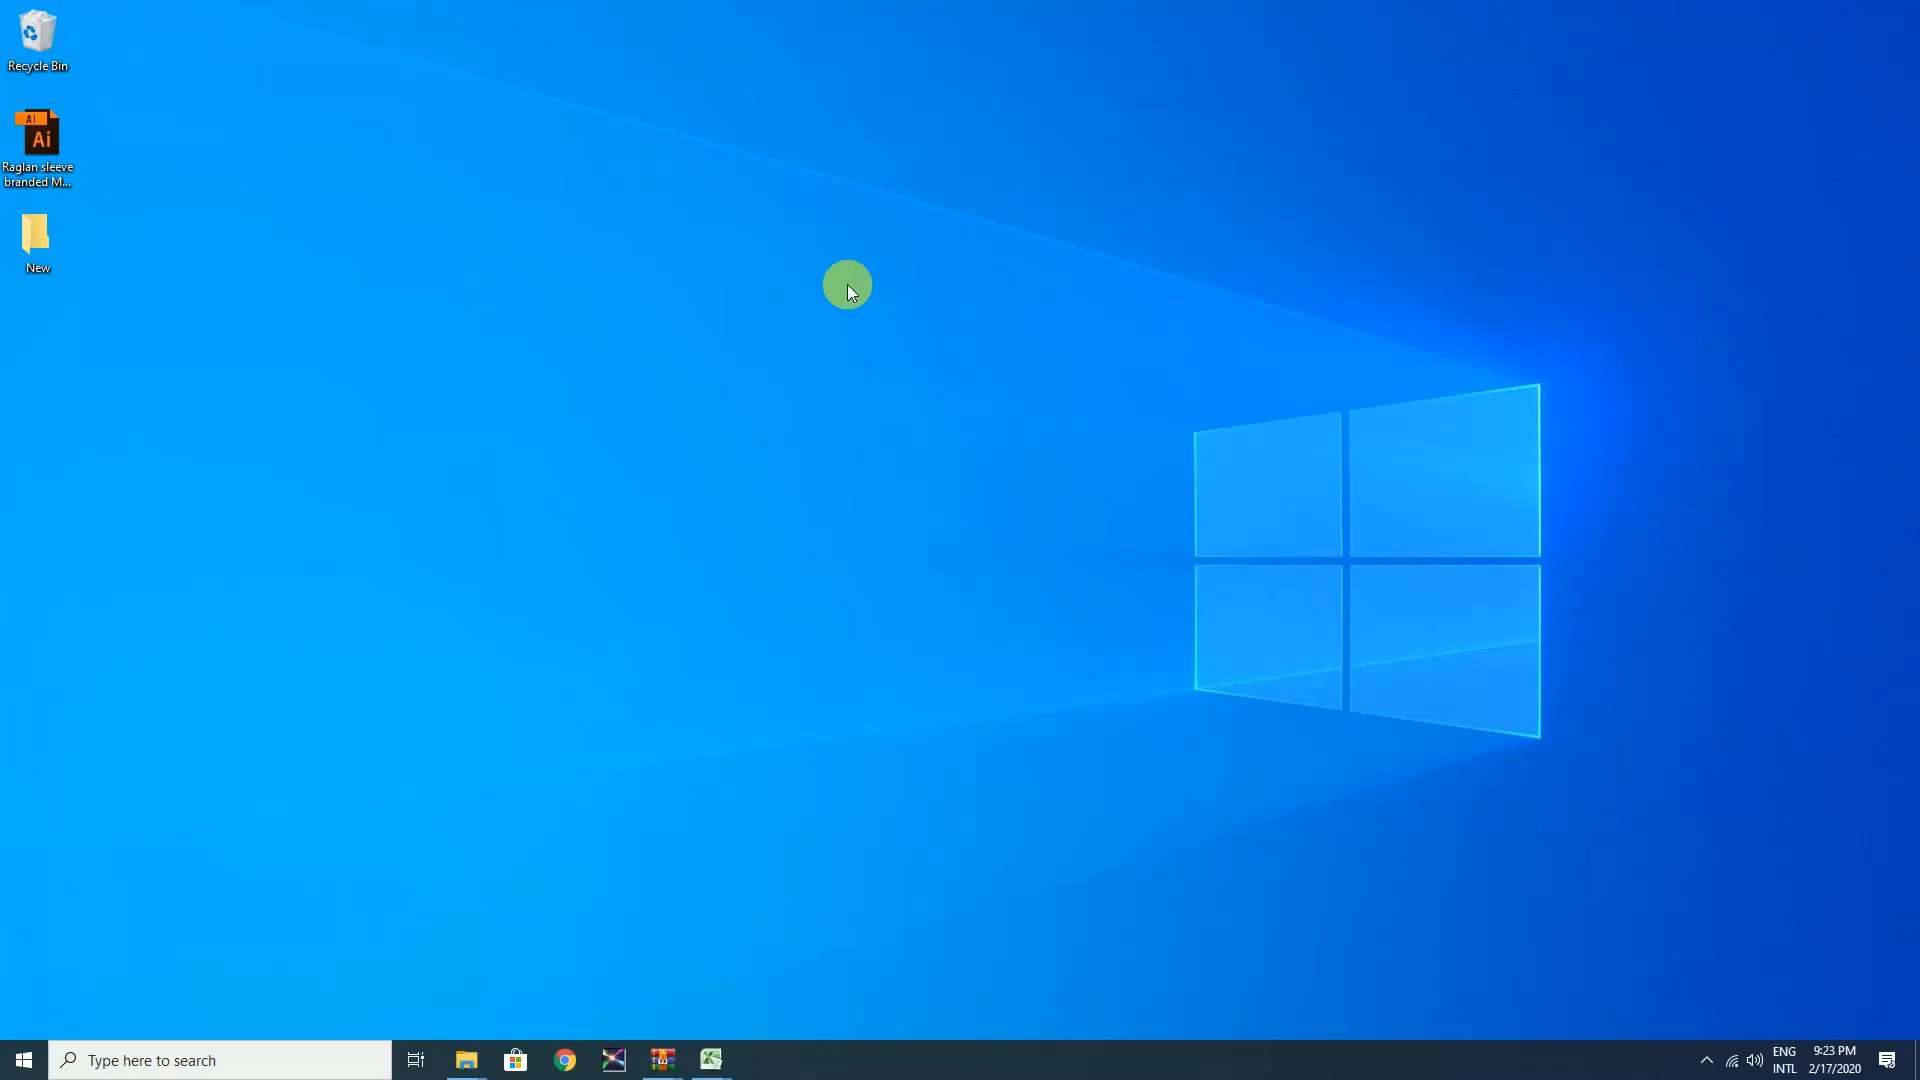 Recycle Bin
AI
Ai
Raglan sleeve
branded M...
New
Type here to search
ENG
INTL
9:23 PM
2/17/2020